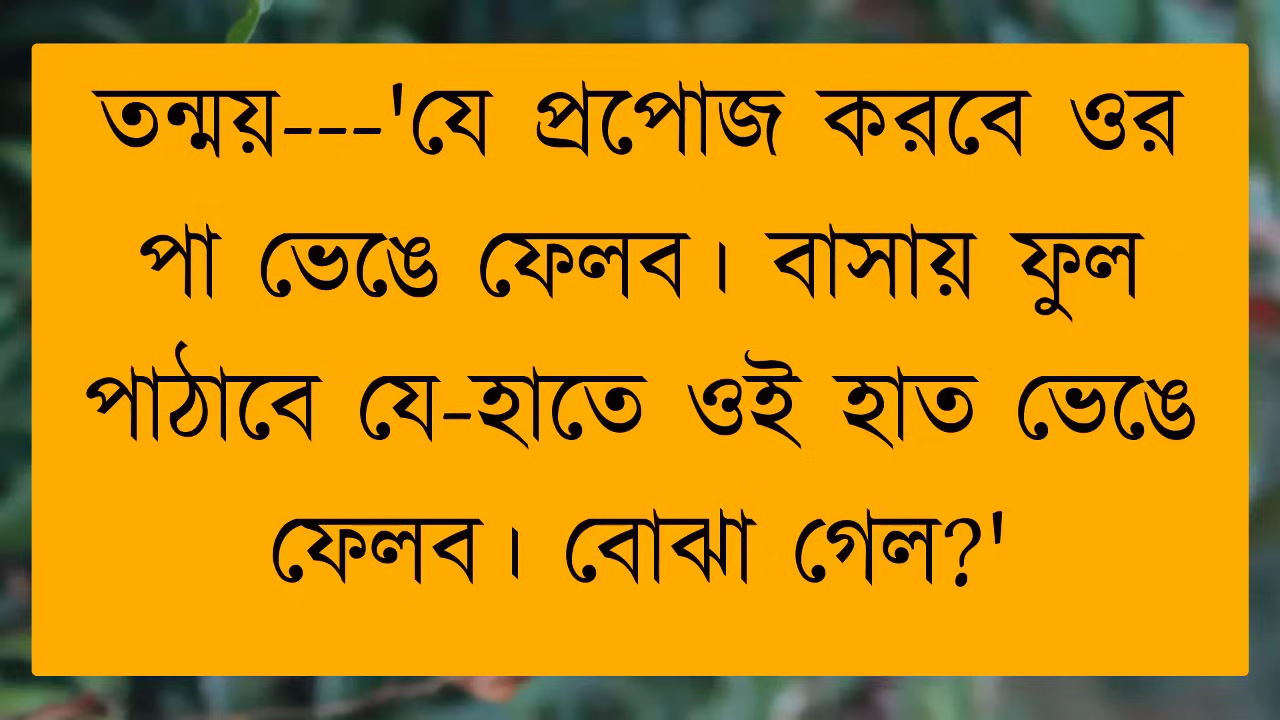 তন্ময়---'যে প্রপোজ করবে ওর
পা ভেঙে ফেলব। বাসায় ফুল
পাঠাবে যে-হাতে ওই হাত ভেঙে
ফেলব। বোঝা গেল?'